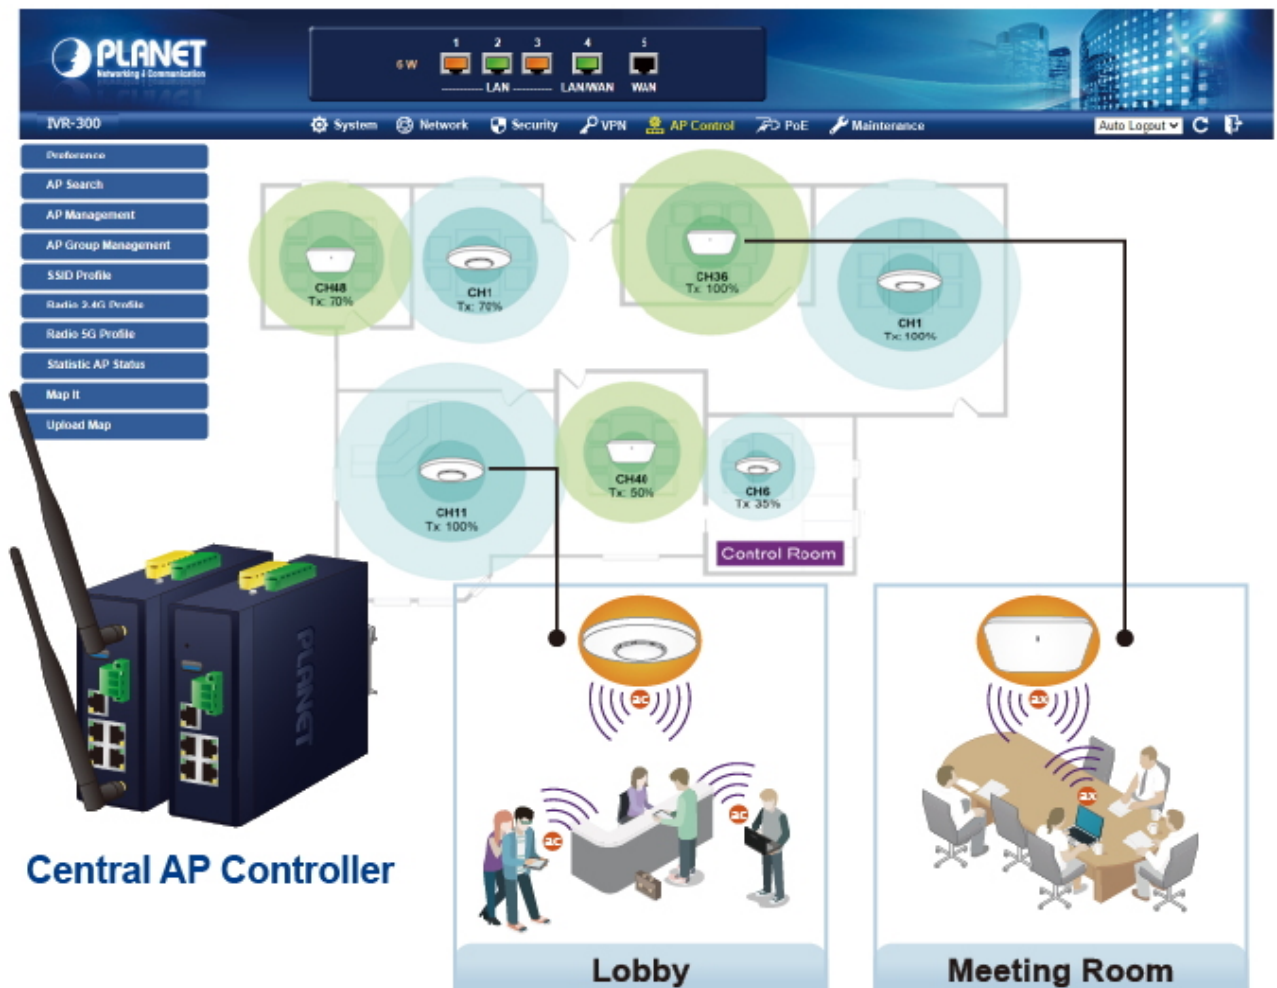 PLANET
Networking & Communication
1 2 3 4 5
6 W
LAN LAN/WAN WAN
IVR-300
System Network Security VPN AP Control PoE Maintenance
Auto Logout
Preference
AP Search
AP Management
AP Group Management
SSID Profile
Radio 2.4G Profile
Radio 5G Profile
Statistic AP Status
Map It
Upload Map
CH48
Tx: 70%
CH1
Tx: 70%
CH36
Tx: 100%
CH1
Tx: 100%
CH11
Tx: 100%
CH40
Tx: 50%
CH6
Tx: 35%
Control Room
PLANET
Central AP Controller
ac
ac
ac
Lobby
ax
ax
Meeting Room